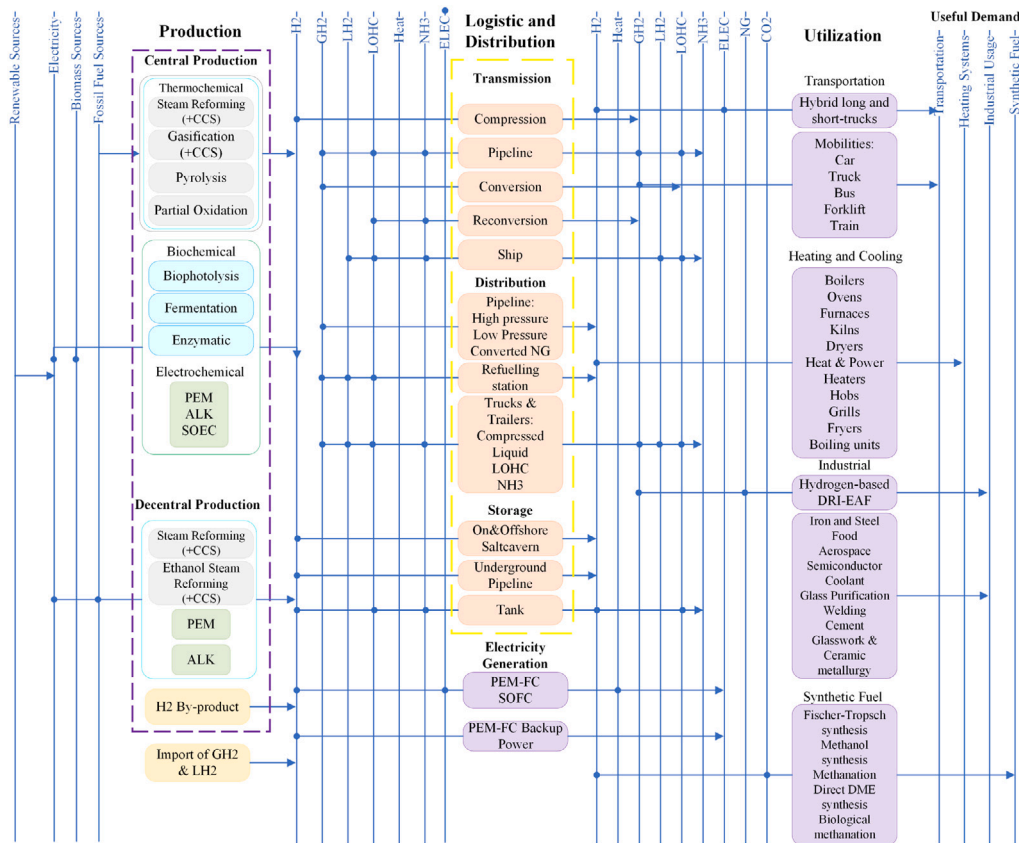 Renewable Sources-
Electricity-
Biomass Sources-
Fossil Fuel Sources-
Production
Central Production
Thermochemical
Steam Reforming
(+CCS)
Gasification
(+CCS)
Pyrolysis
Partial Oxidation
Biochemical
Biophotolysis
Fermentation
Enzymatic
Electrochemical
PEM
ALK
SOEC
Decentral Production
Steam Reforming
(+CCS)
Ethanol Steam
Reforming
(+CCS)
PEM
ALK
H2 By-product
Import of GH2
& LH2
H2-
GH2-
LH2-
LOHC-
Heat-
NH3-
ELEC-
Logistic and
Distribution
Transmission
Compression
Pipeline
Conversion
Reconversion
Ship
Distribution
Pipeline:
High pressure
Low Pressure
Converted NG
Refuelling
station
Trucks &
Trailers:
Compressed
Liquid
LOHC
NH3
Storage
On&Offshore
Saltcavern
Underground
Pipeline
Tank
Electricity
Generation
PEM-FC
SOFC
PEM-FC Backup
Power
H2-
Heat-
GH2-
LH2-
LOHC-
NH3-
ELEC-
NG-
CO2-
Utilization
Transportation
Hybrid long and
short-trucks
Mobilities:
Car
Truck
Bus
Forklift
Train
Heating and Cooling
Boilers
Ovens
Furnaces
Kilns
Dryers
Heat & Power
Heaters
Hobs
Grills
Fryers
Boiling units
Industrial
Hydrogen-based
DRI-EAF
Iron and Steel
Food
Aerospace
Semiconductor
Coolant
Glass Purification
Welding
Cement
Glasswork &
Ceramic
metallurgy
Synthetic Fuel
Fischer-Tropsch
synthesis
Methanol
synthesis
Methanation
Direct DME
synthesis
Biological
methanation
Useful Demand
Transportation-
Heating Systems-
Industrial Usage-
Synthetic Fuel-